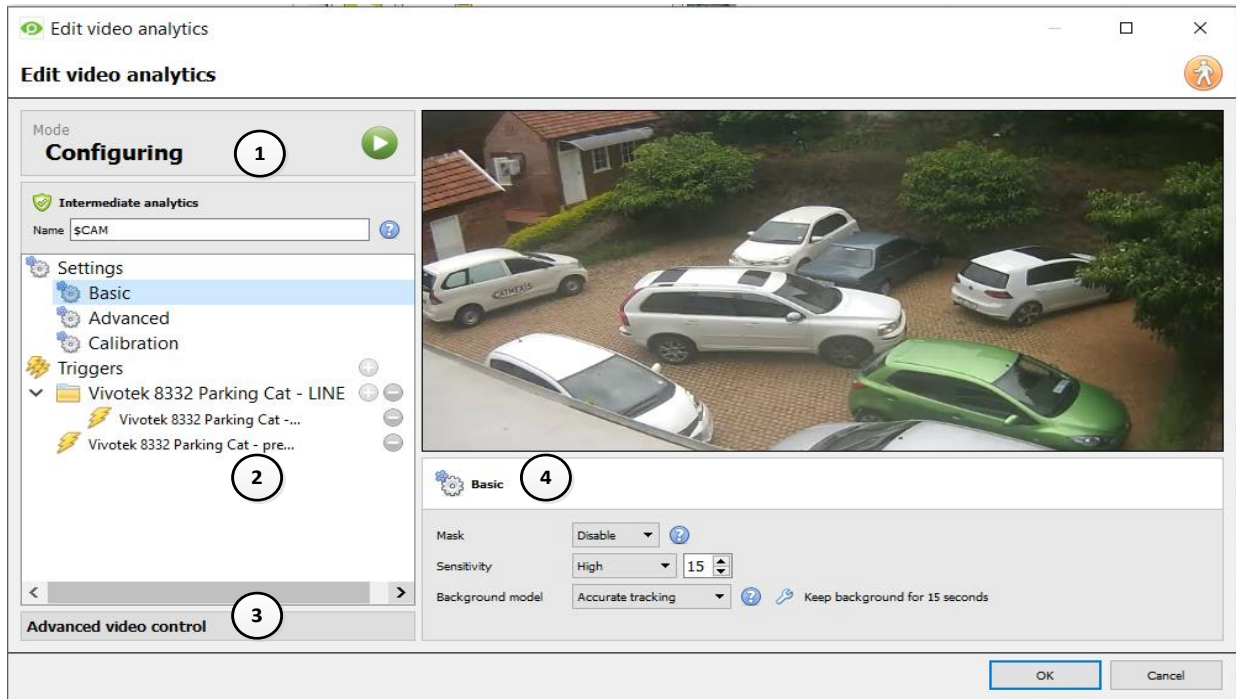 Edit video analytics
Edit video analytics
Mode
Configuring
1
Intermediate analytics
Name $CAM
Settings
Basic
Advanced
Calibration
Triggers
Vivotek 8332 Parking Cat - LINE
Vivotek 8332 Parking Cat -...
Vivotek 8332 Parking Cat - pre...
2
3
Advanced video control
CATHEXIS
Basic 4
Mask Disable
Sensitivity High 15
Background model Accurate tracking Keep background for 15 seconds
OK Cancel